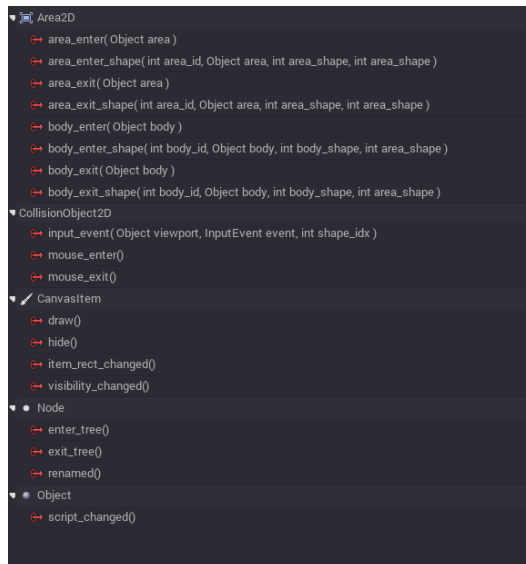 Area2D
area_enter( Object area )
area_enter_shape( int area_id, Object area, int area_shape, int area_shape )
area_exit( Object area )
area_exit_shape( int area_id, Object area, int area_shape, int area_shape )
body_enter( Object body )
body_enter_shape( int body_id, Object body, int body_shape, int area_shape )
body_exit( Object body )
body_exit_shape( int body_id, Object body, int body_shape, int area_shape )
CollisionObject2D
input_event( Object viewport, InputEvent event, int shape_idx )
mouse_enter()
mouse_exit()
CanvasItem
draw()
hide()
item_rect_changed()
visibility_changed()
Node
enter_tree()
exit_tree()
renamed()
Object
script_changed()